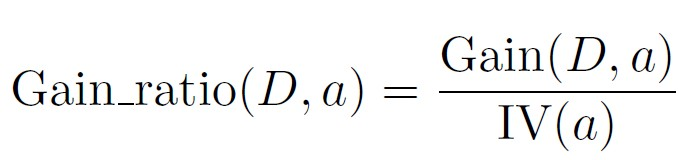 Gain_ratio(D, a) = Gain(D, a) / IV(a)